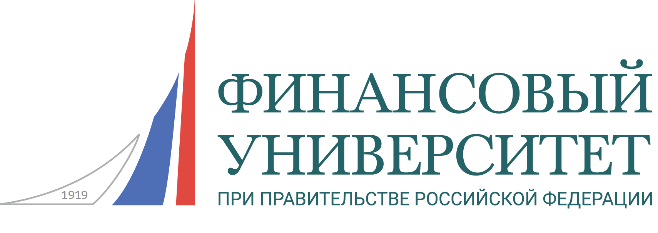 ФИНАНСОВЫЙ
УНИВЕРСИТЕТ
ПРИ ПРАВИТЕЛЬСТВЕ РОССИЙСКОЙ ФЕДЕРАЦИИ
1919